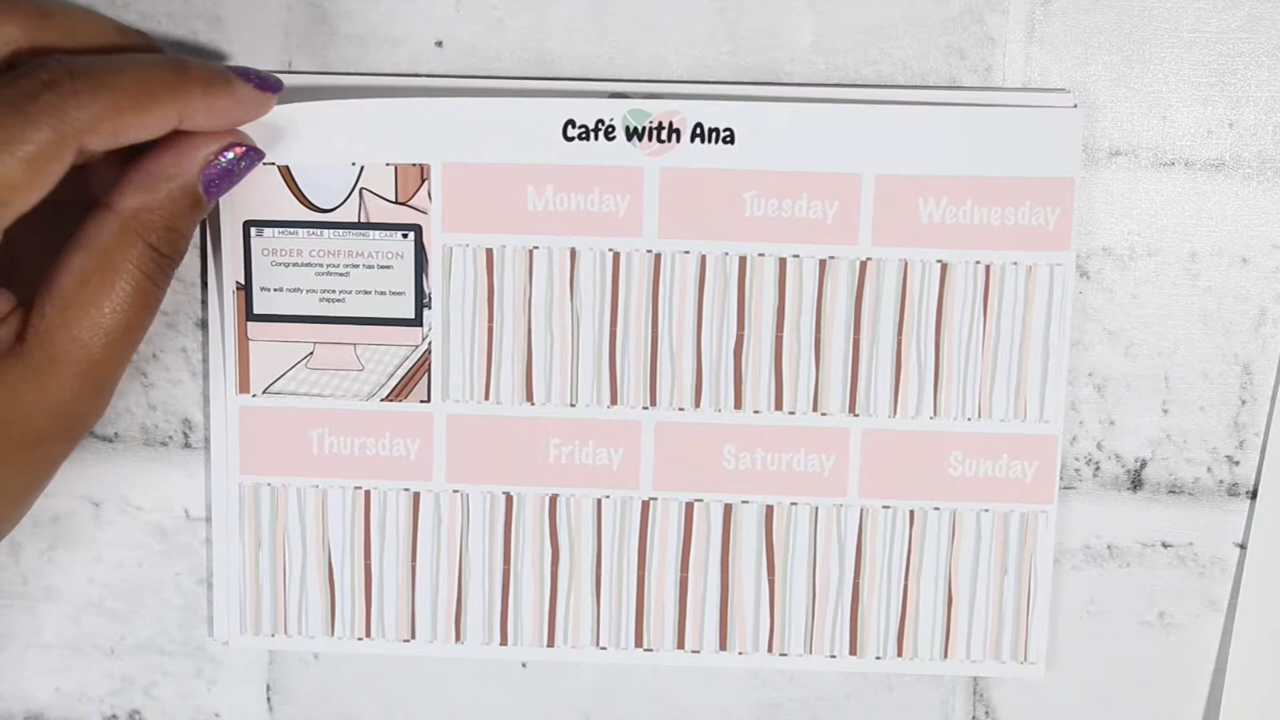 Café with Ana
Monday
Tuesday
Wednesday
HOME | SALE | CLOTHING | CART
ORDER CONFIRMATION
Congratulations your order has been
confirmed!
We will notify you once your order has been
shipped.
Thursday
Friday
Saturday
Sunday